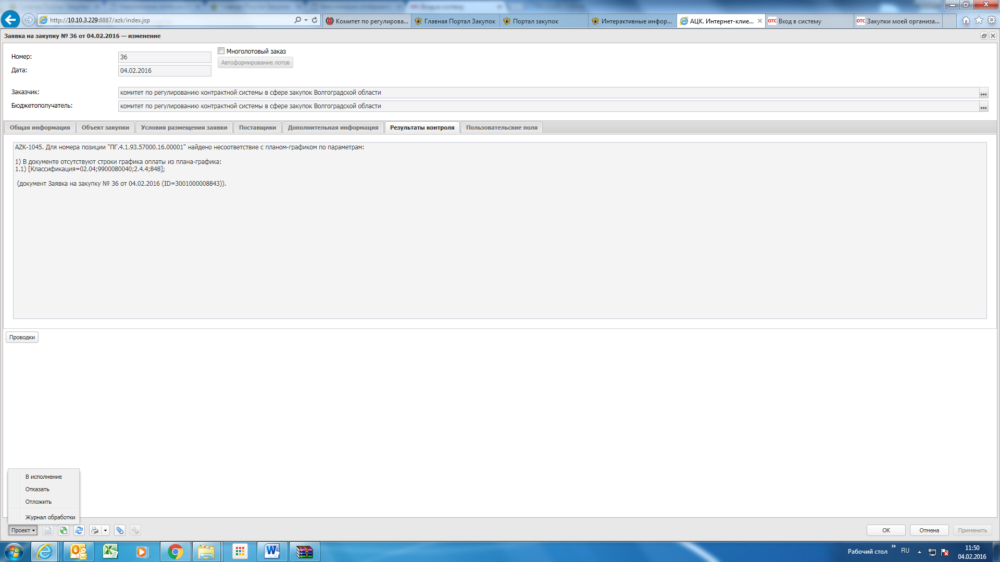 http://10.10.3.229:8887/azk/index.jsp
Комитет по регулирова...
Главная Портал Закупок
Портал закупок
Интерактивные инфор...
АЦК. Интернет-клие...
ОТС Вход в систему
ОТС Закупки моей организа...
Заявка на закупку № 36 от 04.02.2016 — изменение
Номер: 36
Многолотовый заказ
Автоформирование лотов
Дата: 04.02.2016
Заказчик: комитет по регулированию контрактной системы в сфере закупок Волгоградской области
Бюджетополучатель: комитет по регулированию контрактной системы в сфере закупок Волгоградской области
Общая информация
Объект закупки
Условия размещения заявки
Поставщики
Дополнительная информация
Результаты контроля
Пользовательские поля
AZK-1045. Для номера позиции "ПГ.4.1.93.57000.16.00001" найдено несоответствие с планом-графиком по параметрам:
1) В документе отсутствуют строки графика оплаты из плана-графика:
1.1) [Классификация=02.04;9900080040;2.4.4;848];
(документ Заявка на закупку № 36 от 04.02.2016 (ID=3001000008843)).
Проводки
В исполнение
Отказать
Отложить
Журнал обработки
Проект
OK
Отмена
Применить
Рабочий стол
RU
11:50
04.02.2016